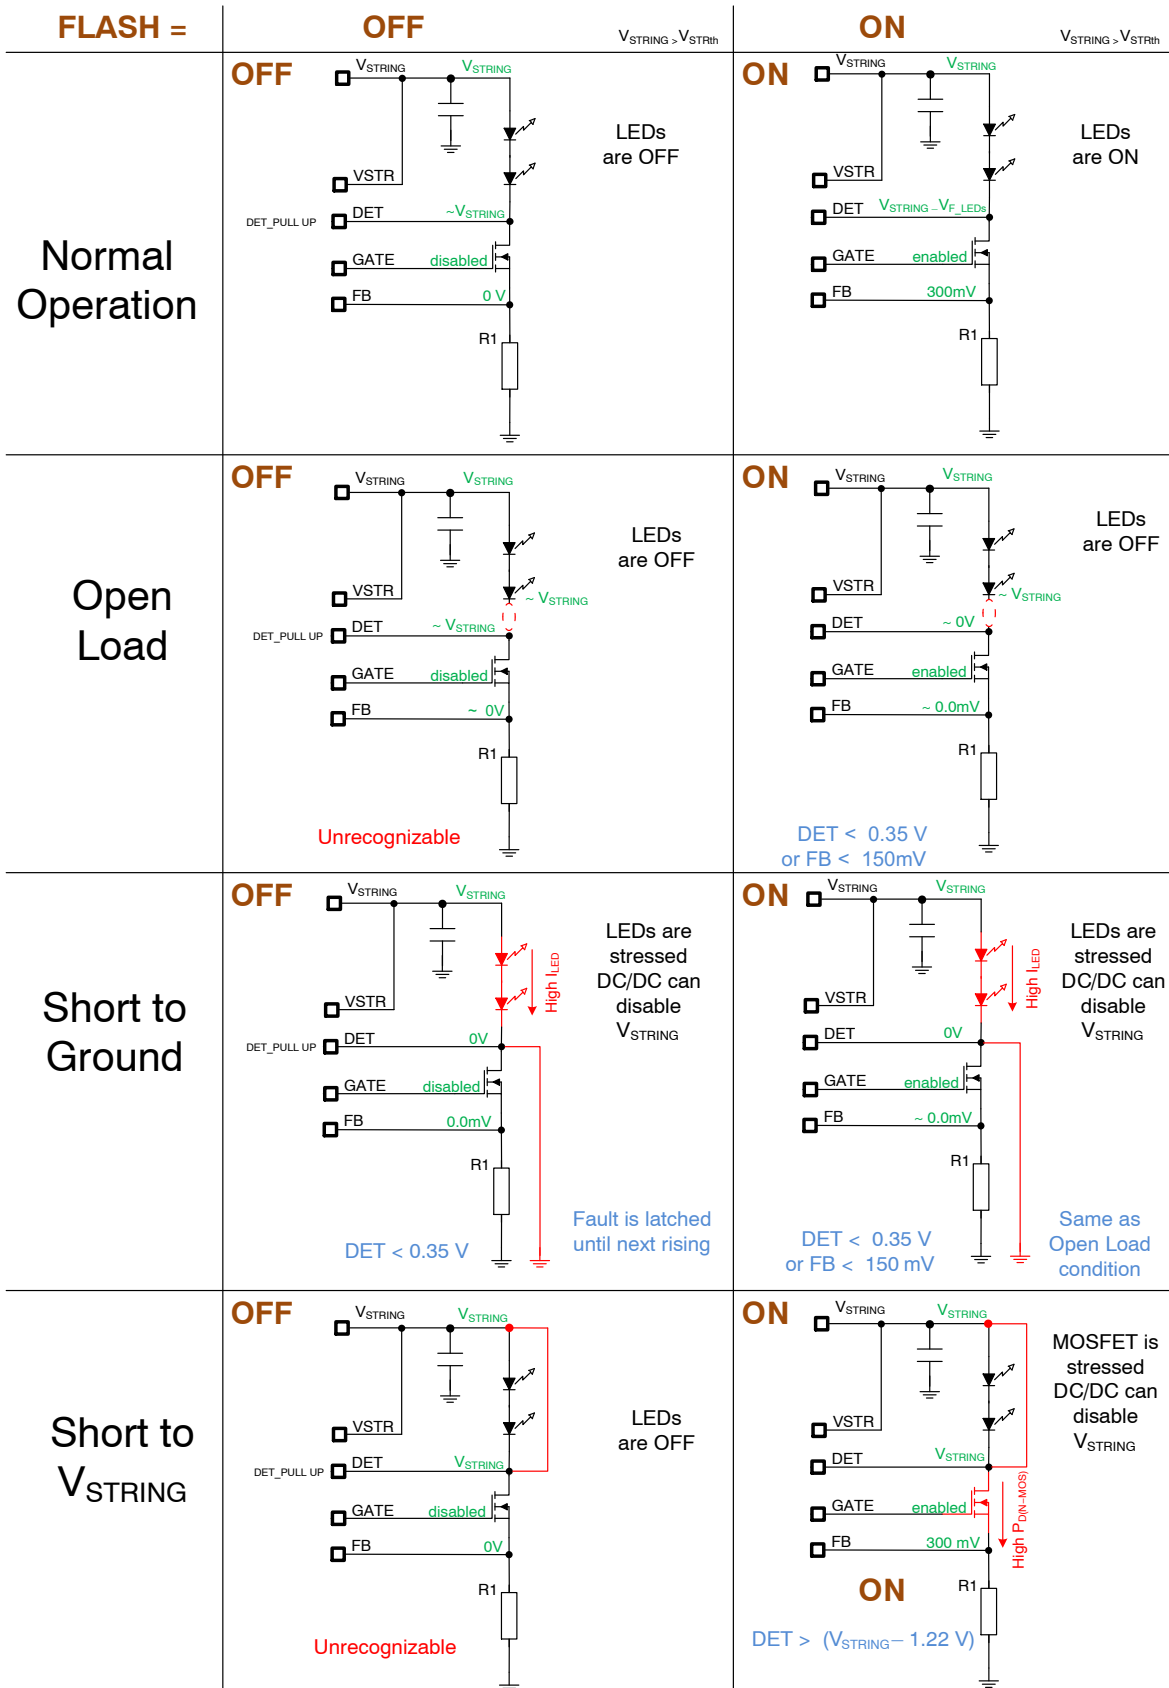 FLASH =
OFF
VSTRING > VSTRth
ON
VSTRING > VSTRth
Normal
Operation
OFF
VSTRING
VSTRING
LEDs
are OFF
VSTR
DET_PULL UP
DET
~VSTRING
GATE
disabled
FB
0 V
R1
ON
VSTRING
VSTRING
LEDs
are ON
VSTR
DET
VSTRING – VF_LEDs
GATE
enabled
FB
300mV
R1
Open
Load
OFF
VSTRING
VSTRING
LEDs
are OFF
VSTR
~ VSTRING
DET_PULL UP
DET
~ VSTRING
GATE
disabled
FB
~ 0V
R1
Unrecognizable
ON
VSTRING
VSTRING
LEDs
are OFF
VSTR
~ VSTRING
DET
~ 0V
GATE
enabled
FB
~ 0.0mV
R1
DET < 0.35 V
or FB < 150mV
Short to
Ground
OFF
VSTRING
VSTRING
LEDs are
stressed
DC/DC can
disable
VSTRING
High ILED
VSTR
DET_PULL UP
DET
0V
GATE
disabled
FB
0.0mV
R1
Fault is latched
until next rising
DET < 0.35 V
ON
VSTRING
VSTRING
LEDs are
stressed
DC/DC can
disable
VSTRING
High ILED
VSTR
DET
0V
GATE
enabled
FB
~ 0.0mV
R1
DET < 0.35 V
or FB < 150 mV
Same as
Open Load
condition
Short to
VSTRING
OFF
VSTRING
VSTRING
LEDs
are OFF
VSTR
DET_PULL UP
DET
VSTRING
GATE
disabled
FB
0V
R1
Unrecognizable
ON
VSTRING
VSTRING
MOSFET is
stressed
DC/DC can
disable
VSTRING
VSTR
DET
VSTRING
GATE
enabled
High PD(N–MOS)
FB
300 mV
ON
R1
DET > (VSTRING – 1.22 V)